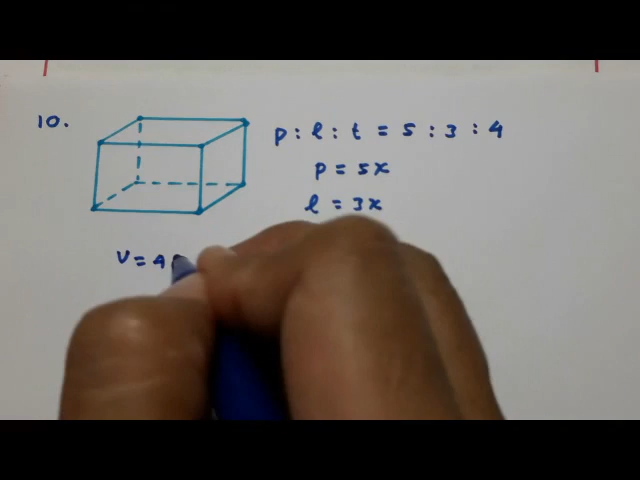 10.
p : l : t = 5 : 3 : 4
p = 5x
l = 3x
V = 4